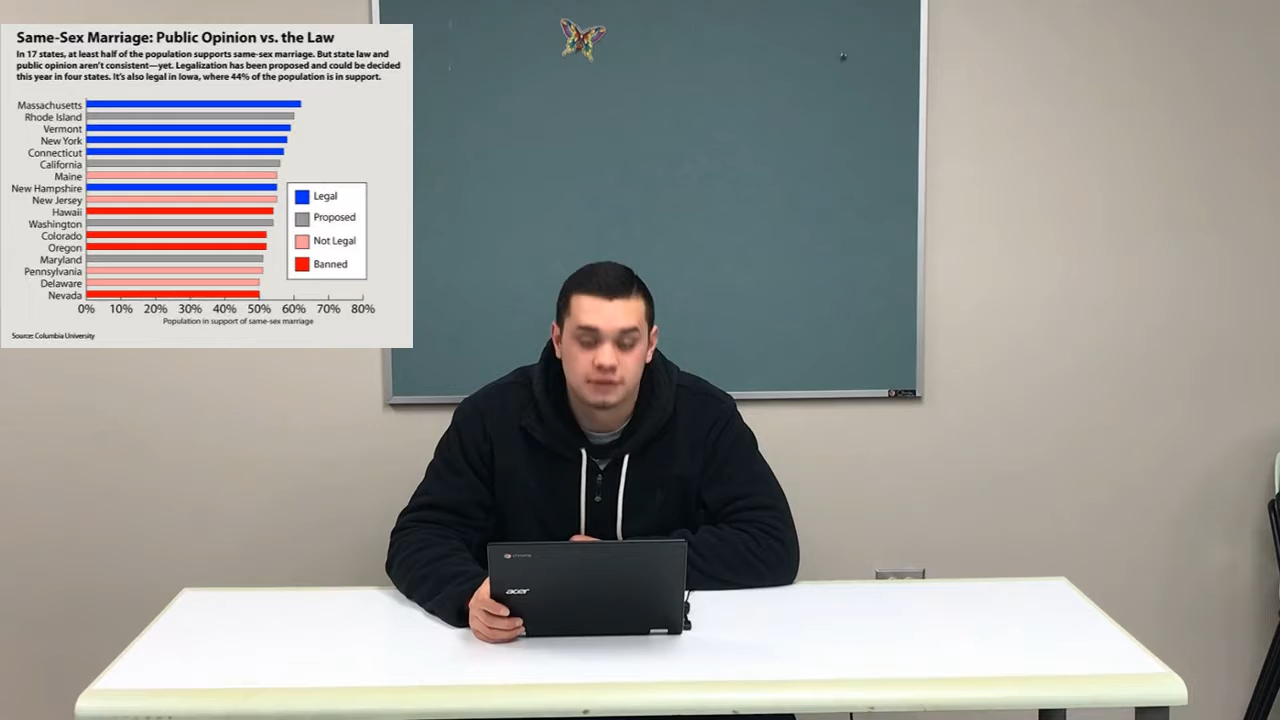 Same-Sex Marriage: Public Opinion vs. the Law
In 17 states, at least half of the population supports same-sex marriage. But state law and
public opinion aren't consistent—yet. Legalization has been proposed and could be decided
this year in four states. It's also legal in Iowa, where 44% of the population is in support.
Massachusetts
Rhode Island
Vermont
New York
Connecticut
California
Maine
New Hampshire
New Jersey
Hawaii
Washington
Colorado
Oregon
Maryland
Pennsylvania
Delaware
Nevada
Legal
Proposed
Not Legal
Banned
0% 10% 20% 30% 40% 50% 60% 70% 80%
Population in support of same-sex marriage
Source: Columbia University
chrome
acer